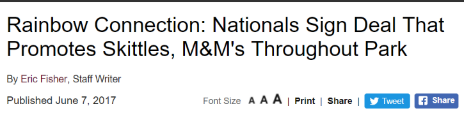 Rainbow Connection: Nationals Sign Deal That
Promotes Skittles, M&M's Throughout Park
By Eric Fisher, Staff Writer
Published June 7, 2017 Font Size A A A | Print | Share | Tweet Share